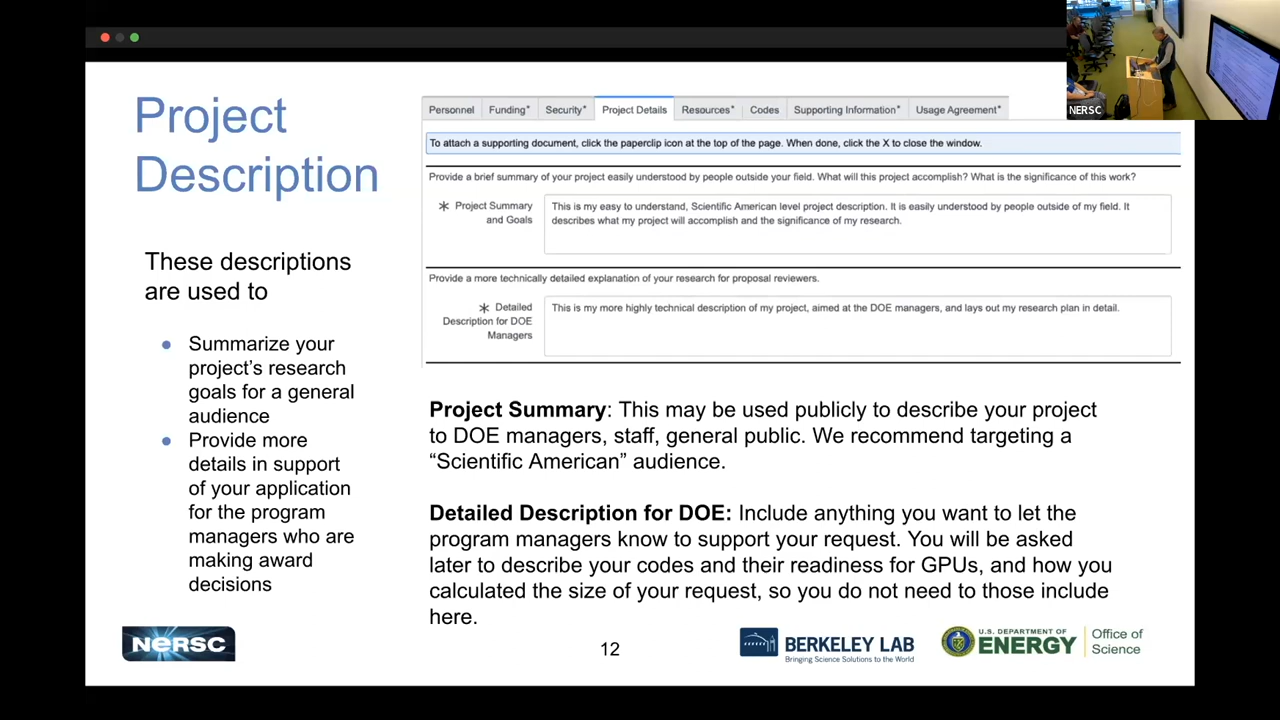 NERSC
Project
Description
These descriptions
are used to
Summarize your
project's research
goals for a general
audience
Provide more
details in support
of your application
for the program
managers who are
making award
decisions
Personnel
Funding*
Security*
Project Details
Resources*
Codes
Supporting Information*
Usage Agreement*
To attach a supporting document, click the paperclip icon at the top of the page. When done, click the X to close the window.
Provide a brief summary of your project easily understood by people outside your field. What will this project accomplish? What is the significance of this work?
* Project Summary
and Goals
This is my easy to understand, Scientific American level project description. It is easily understood by people outside of my field. It
describes what my project will accomplish and the significance of my research.
Provide a more technically detailed explanation of your research for proposal reviewers.
* Detailed
Description for DOE
Managers
This is my more highly technical description of my project, aimed at the DOE managers, and lays out my research plan in detail.
Project Summary: This may be used publicly to describe your project
to DOE managers, staff, general public. We recommend targeting a
“Scientific American” audience.
Detailed Description for DOE: Include anything you want to let the
program managers know to support your request. You will be asked
later to describe your codes and their readiness for GPUs, and how you
calculated the size of your request, so you do not need to those include
here.
NERSC
12
BERKELEY LAB
Bringing Science Solutions to the World
U.S. DEPARTMENT OF
ENERGY
Office of
Science